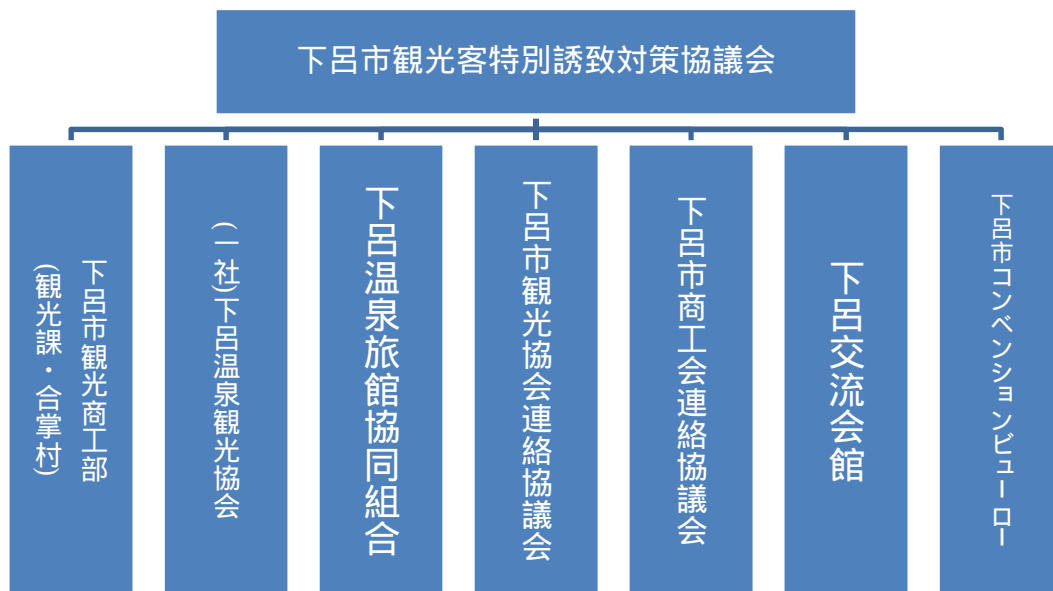 下呂市観光客特別誘致対策協議会
下呂市観光商工部
(観光課・合掌村)
(一社)下呂温泉観光協会
下呂温泉旅館協同組合
下呂市観光協会連絡協議会
下呂市商工会連絡協議会
下呂交流会館
下呂市コンベンションビューロー